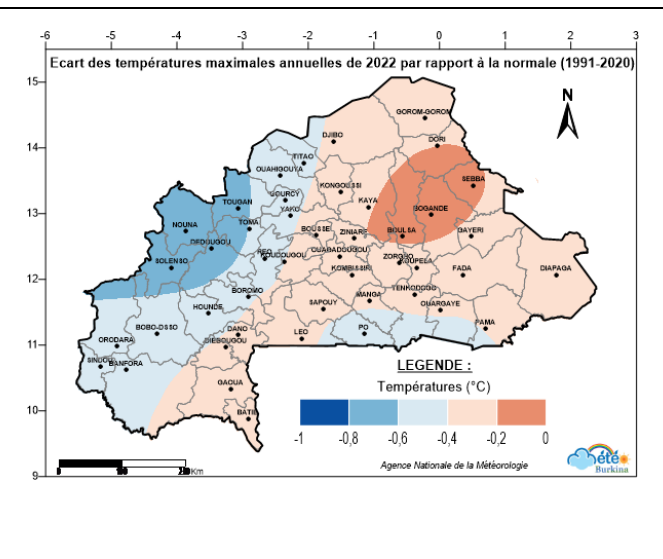 -6 -5 -4 -3 -2 -1 0 1 2 3
Ecart des températures maximales annuelles de 2022 par rapport à la normale (1991-2020)
15
14
13
12
11
10
9
N
GOROM-GOROM
DJIBO
DORI
TITAO
OUAHIGOUYA
SEBBA
KONGOUSSI
TOUGAN
GOURCY
KAYA
YAKO
BOGANDE
NOUNA
TOMA
BOUSSE
ZINIARE
BOULSA
GAYERI
DEDOUGOU
REO
KOUDOUGOU
OUAGADOUGOU
SOLENSO
ZORGHO
KOUPELA
KOMBISSIRI
FADA
DIAPAGA
TENKODOGO
BOROMO
MANGA
OUARGAYE
HOUNDE
SAPOUY
BOBO-DSSO
DANO
LEO
PO
PAMA
ORODARA
DIEBOUGOU
SINDOU
BANFORA
GAOUA
BATIE
LEGENDE :
Températures (°C)
-1 -0,8 -0,6 -0,4 -0,2 0
Agence Nationale de la Météorologie
été
Burkina
0
Km